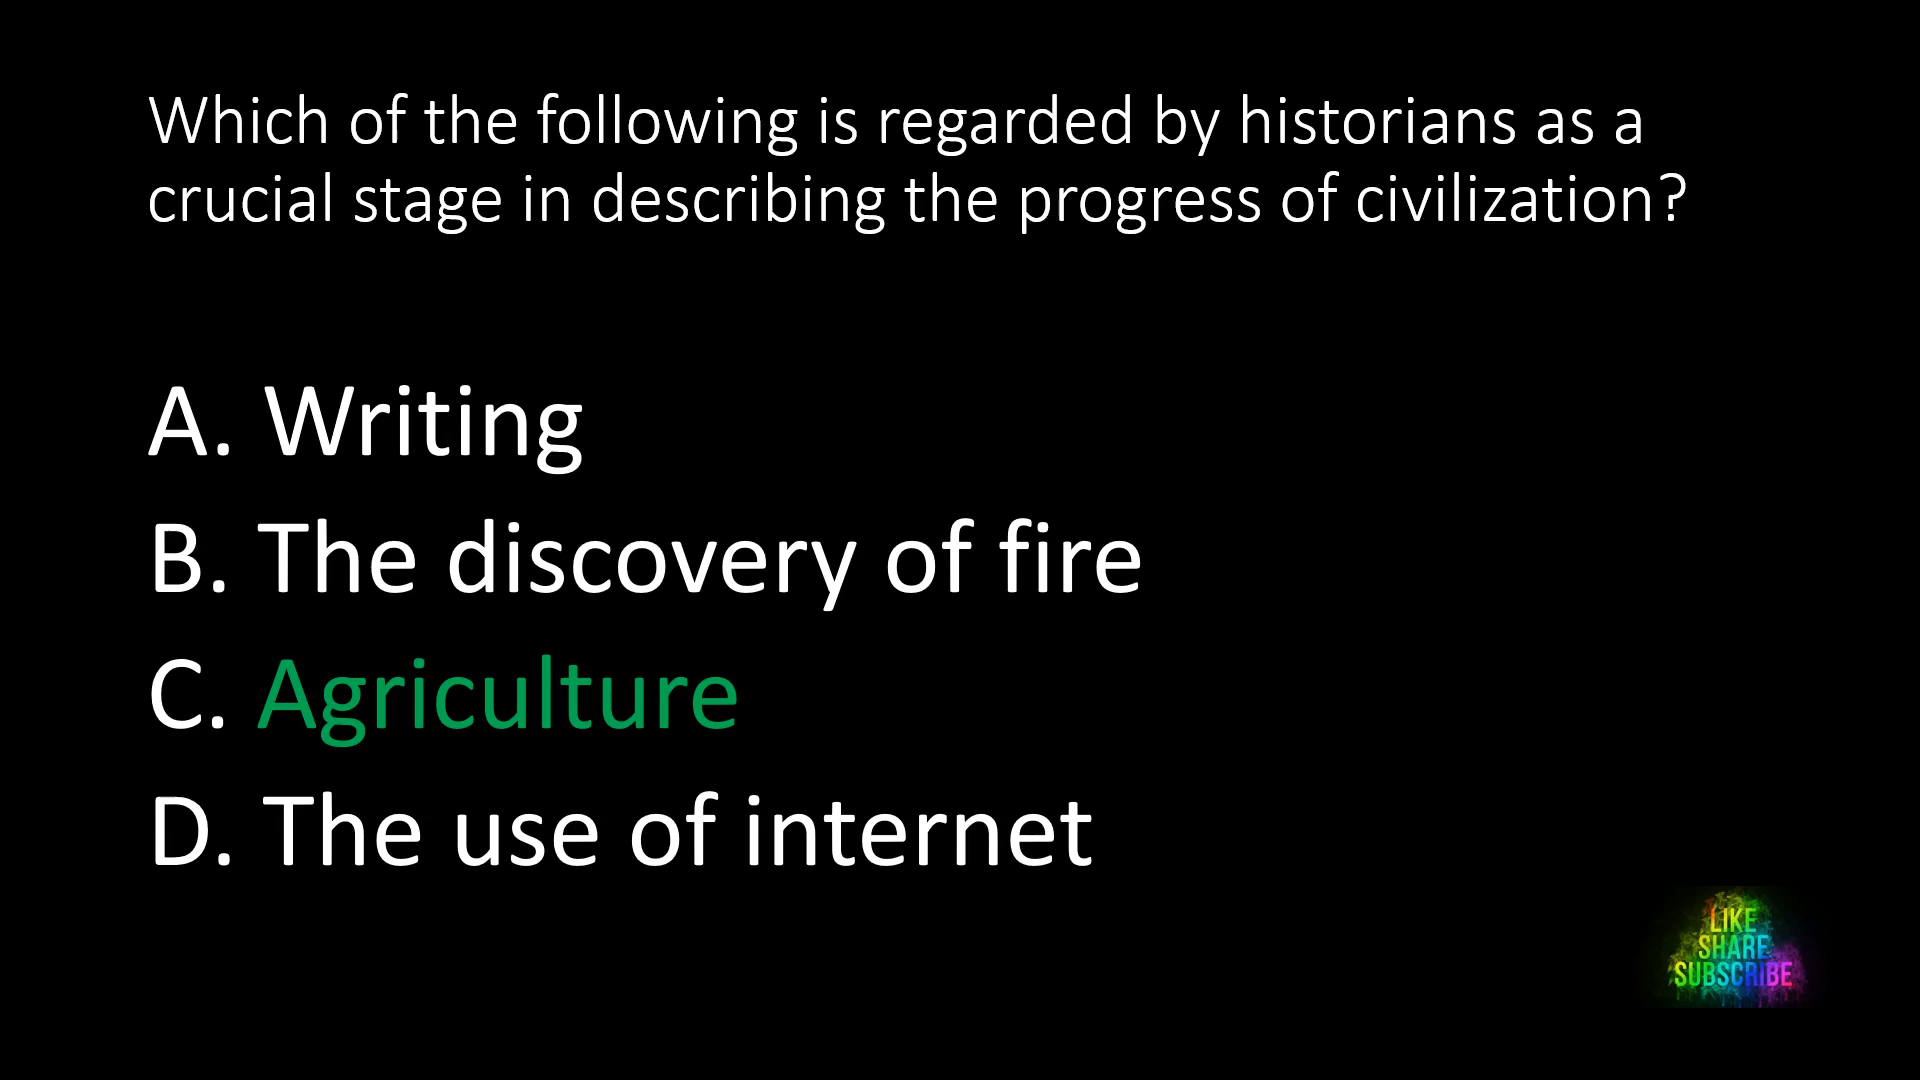 Which of the following is regarded by historians as a
crucial stage in describing the progress of civilization?
A. Writing
B. The discovery of fire
C. Agriculture
D. The use of internet
LIKE
SHARE
SUBSCRIBE